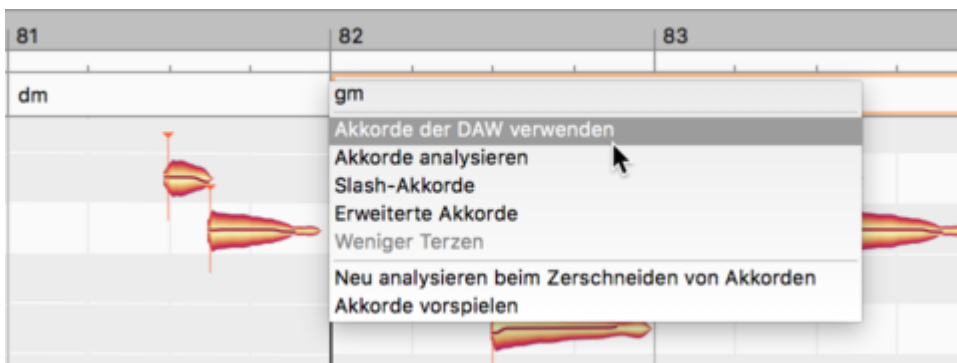 81 82 83
dm
gm
Akkorde der DAW verwenden
Akkorde analysieren
Slash-Akkorde
Erweiterte Akkorde
Weniger Terzen
Neu analysieren beim Zerschneiden von Akkorden
Akkorde vorspielen